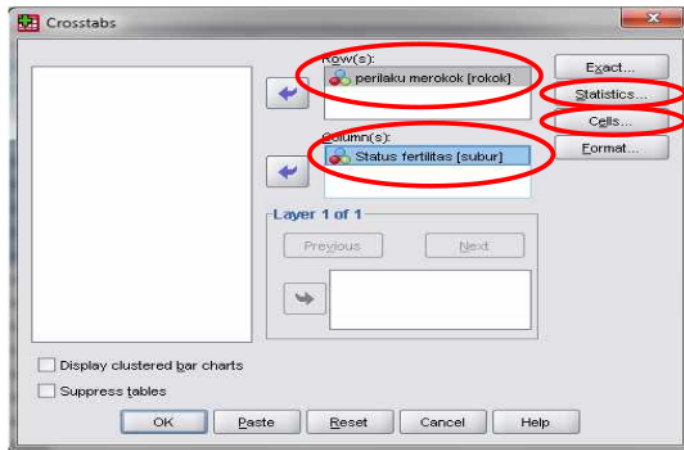 Crosstabs
Row(s):
perilaku merokok [rokok]
Exact...
Statistics...
Cells...
Format...
Column(s):
Status fertilitas [subur]
Layer 1 of 1
Previous
Next
Display clustered bar charts
Suppress tables
OK
Paste
Reset
Cancel
Help